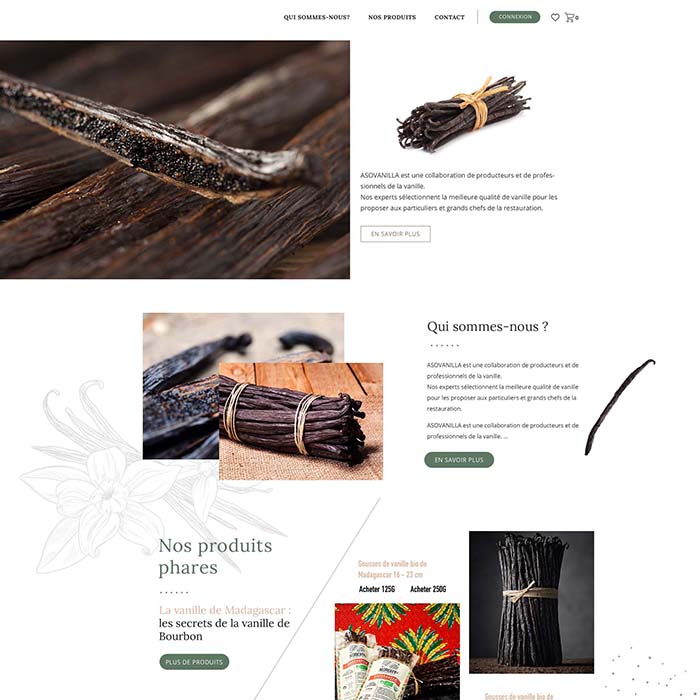 QUI SOMMES-NOUS?
NOS PRODUITS
CONTACT
CONNEXION
0
ASOVANILLA est une collaboration de producteurs et de profes-
sionnels de la vanille.
Nos experts sélectionnent la meilleure qualité de vanille pour les
proposer aux particuliers et grands chefs de la restauration.
EN SAVOIR PLUS
Qui sommes-nous ?
ASOVANILLA est une collaboration de producteurs et de
professionnels de la vanille.
Nos experts sélectionnent la meilleure qualité de vanille
pour les proposer aux particuliers et grands chefs de la
restauration.
ASOVANILLA est une collaboration de producteurs et de
professionnels de la vanille. ...
EN SAVOIR PLUS
Nos produits
phares
La vanille de Madagascar :
les secrets de la vanille de
Bourbon
PLUS DE PRODUITS
Gousses de vanille bio de
Madagascar 16 – 23 cm
Acheter 125G
Acheter 250G
Gousses de vanille bio de